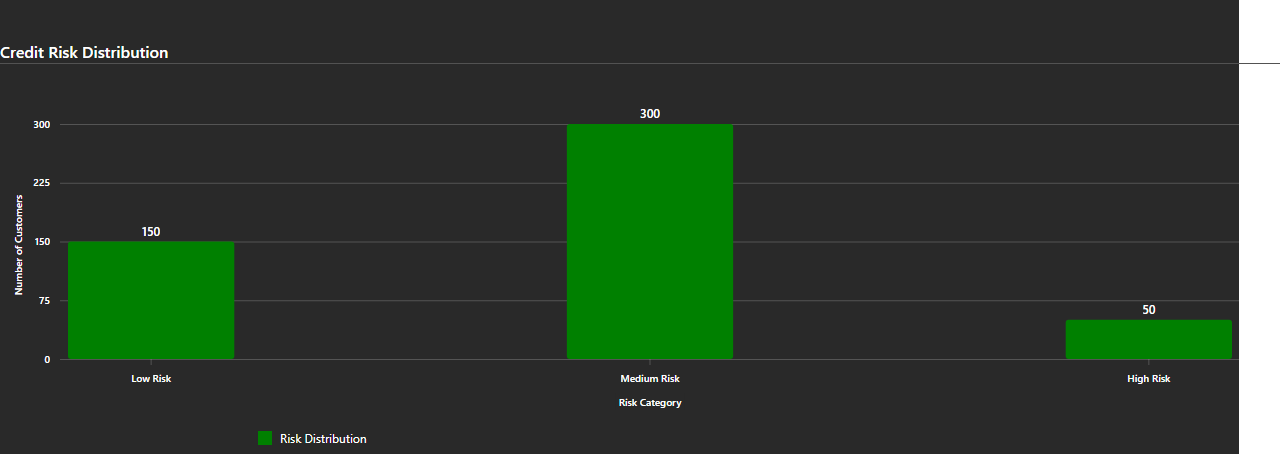 Credit Risk Distribution
300
300
225
150
150
75
50
0
Number of Customers
Low Risk
Medium Risk
High Risk
Risk Category
Risk Distribution